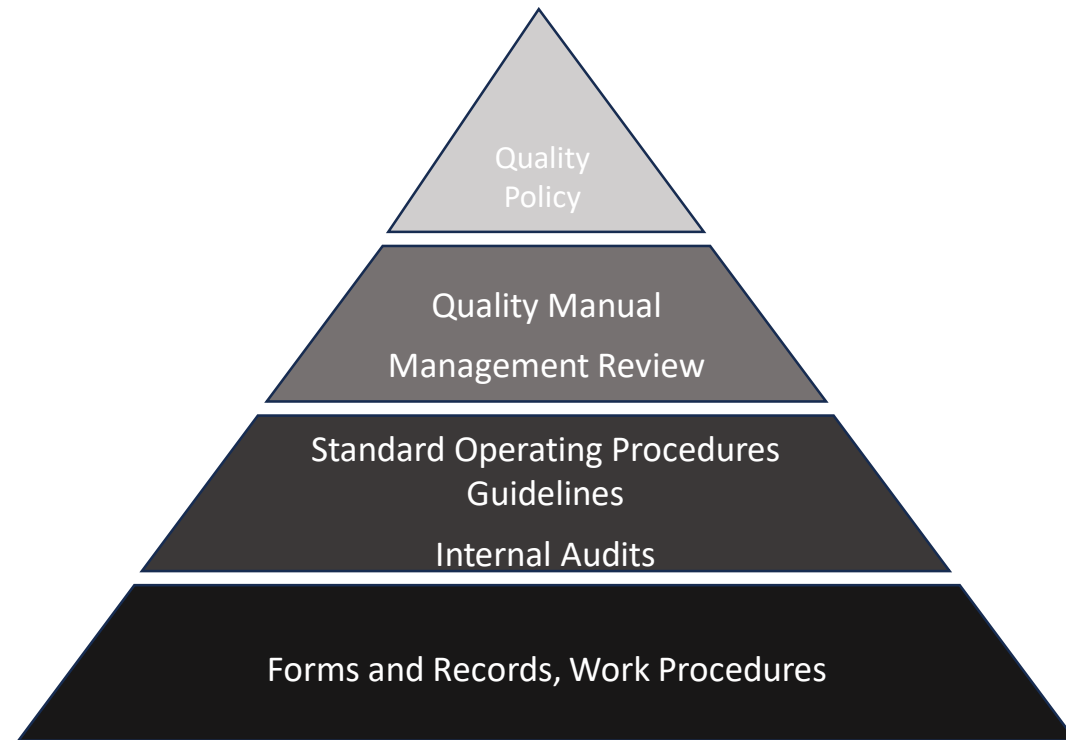 Quality
Policy
Quality Manual
Management Review
Standard Operating Procedures
Guidelines
Internal Audits
Forms and Records, Work Procedures